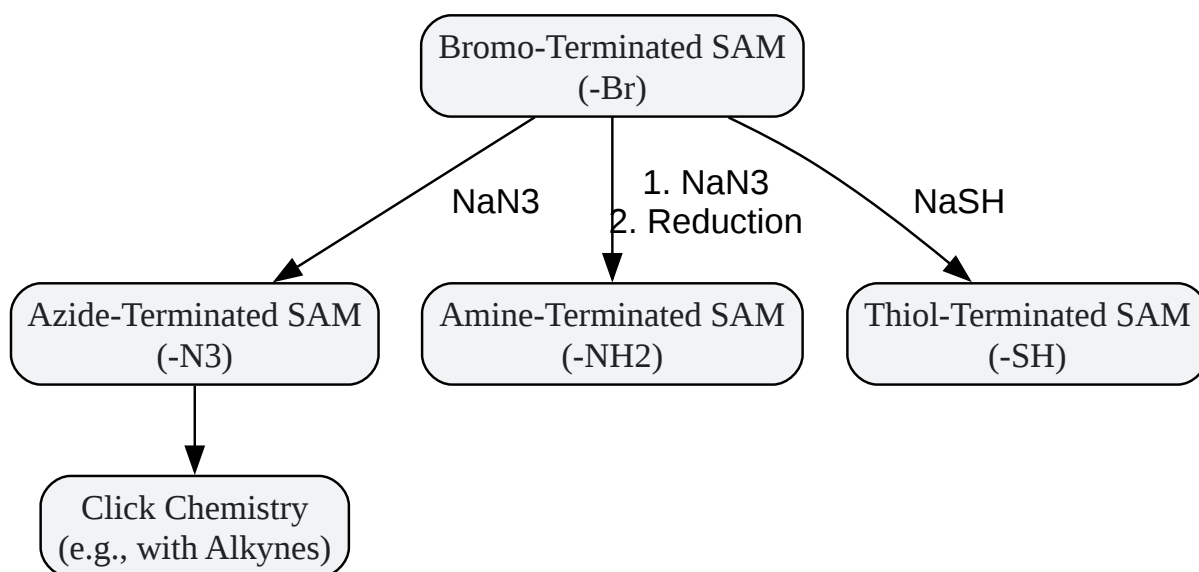 Bromo-Terminated SAM
(-Br)
NaN3
1. NaN3
2. Reduction
NaSH
Azide-Terminated SAM
(-N3)
Amine-Terminated SAM
(-NH2)
Thiol-Terminated SAM
(-SH)
Click Chemistry
(e.g., with Alkynes)